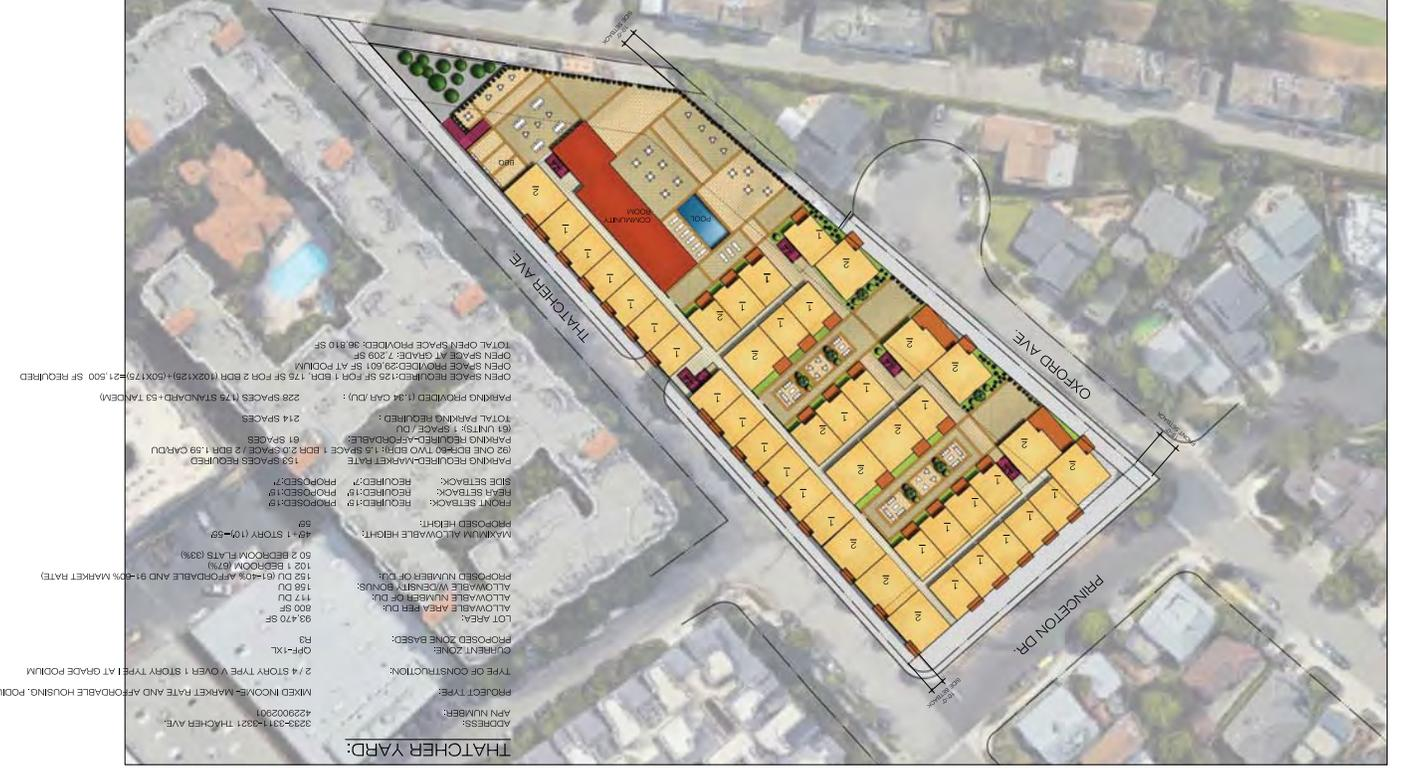 THATCHER YARD:
ADDRESS: 3233-3311-3321 THACHER AVE.
APN NUMBER: 4229002901
PROJECT TYPE: MIXED INCOME- MARKET RATE AND AFFORDABLE HOUSING.
TYPE OF CONSTRUCTION: 2 / 4 STORY TYPE V OVER 1 STORY TYPE I AT GRADE PODIUM
CURRENT ZONE: QPF-1XL
PROPOSED ZONE BASED: R3
LOT AREA: 93,470 SF
ALLOWABLE AREA PER DU: 800 SF
ALLOWABLE NUMBER OF DU: 117 DU
ALLOWABLE W/DENSITY BONUS: 158 DU
PROPOSED NUMBER OF DU: 152 DU (61-40% AFFORDABLE AND 91-60% MARKET RATE)
102 1 BEDROOM (67%)
50 2 BEDROOM FLATS (33%)
MAXIMUM ALLOWABLE HEIGHT: 49'+1 STORY (10')=59'
PROPOSED HEIGHT: 59'
FRONT SETBACK: REQUIRED:15' PROPOSED:15'
REAR SETBACK: REQUIRED:15' PROPOSED:15'
SIDE SETBACK: REQUIRED:7' PROPOSED:7'
PARKING REQUIRED-MARKET RATE 153 SPACES REQUIRED
(92 ONE BDR-60 TWO BDR): 1.5 SPACE 1 BDR 2.0 SPACE / 2 BDR 1.59 CAR/DU
PARKING REQUIRED-AFFORDABLE: 61 SPACES
(61 UNITS): 1 SPACE / DU
TOTAL PARKING REQUIRED : 214 SPACES
PARKING PROVIDED (1.34 CAR / DU) : 228 SPACES (175 STANDARD+53 TANDEM)
OPEN SPACE REQUIRED:125 SF FOR 1 BDR, 175 SF FOR 2 BDR (102X125)+(50X175)=21,500 SF REQUIRED
OPEN SPACE PROVIDED:29,601 SF AT PODIUM
OPEN SPACE AT GRADE: 7,209 SF
TOTAL OPEN SPACE PROVIDED: 36,810 SF
PRINCETON DR.
OXFORD AVE.
THATCHER AVE.
COMMUNITY
ROOM
POOL
BBQ
SIDE SETBACK
FRONT SETBACK
SIDE SETBACK